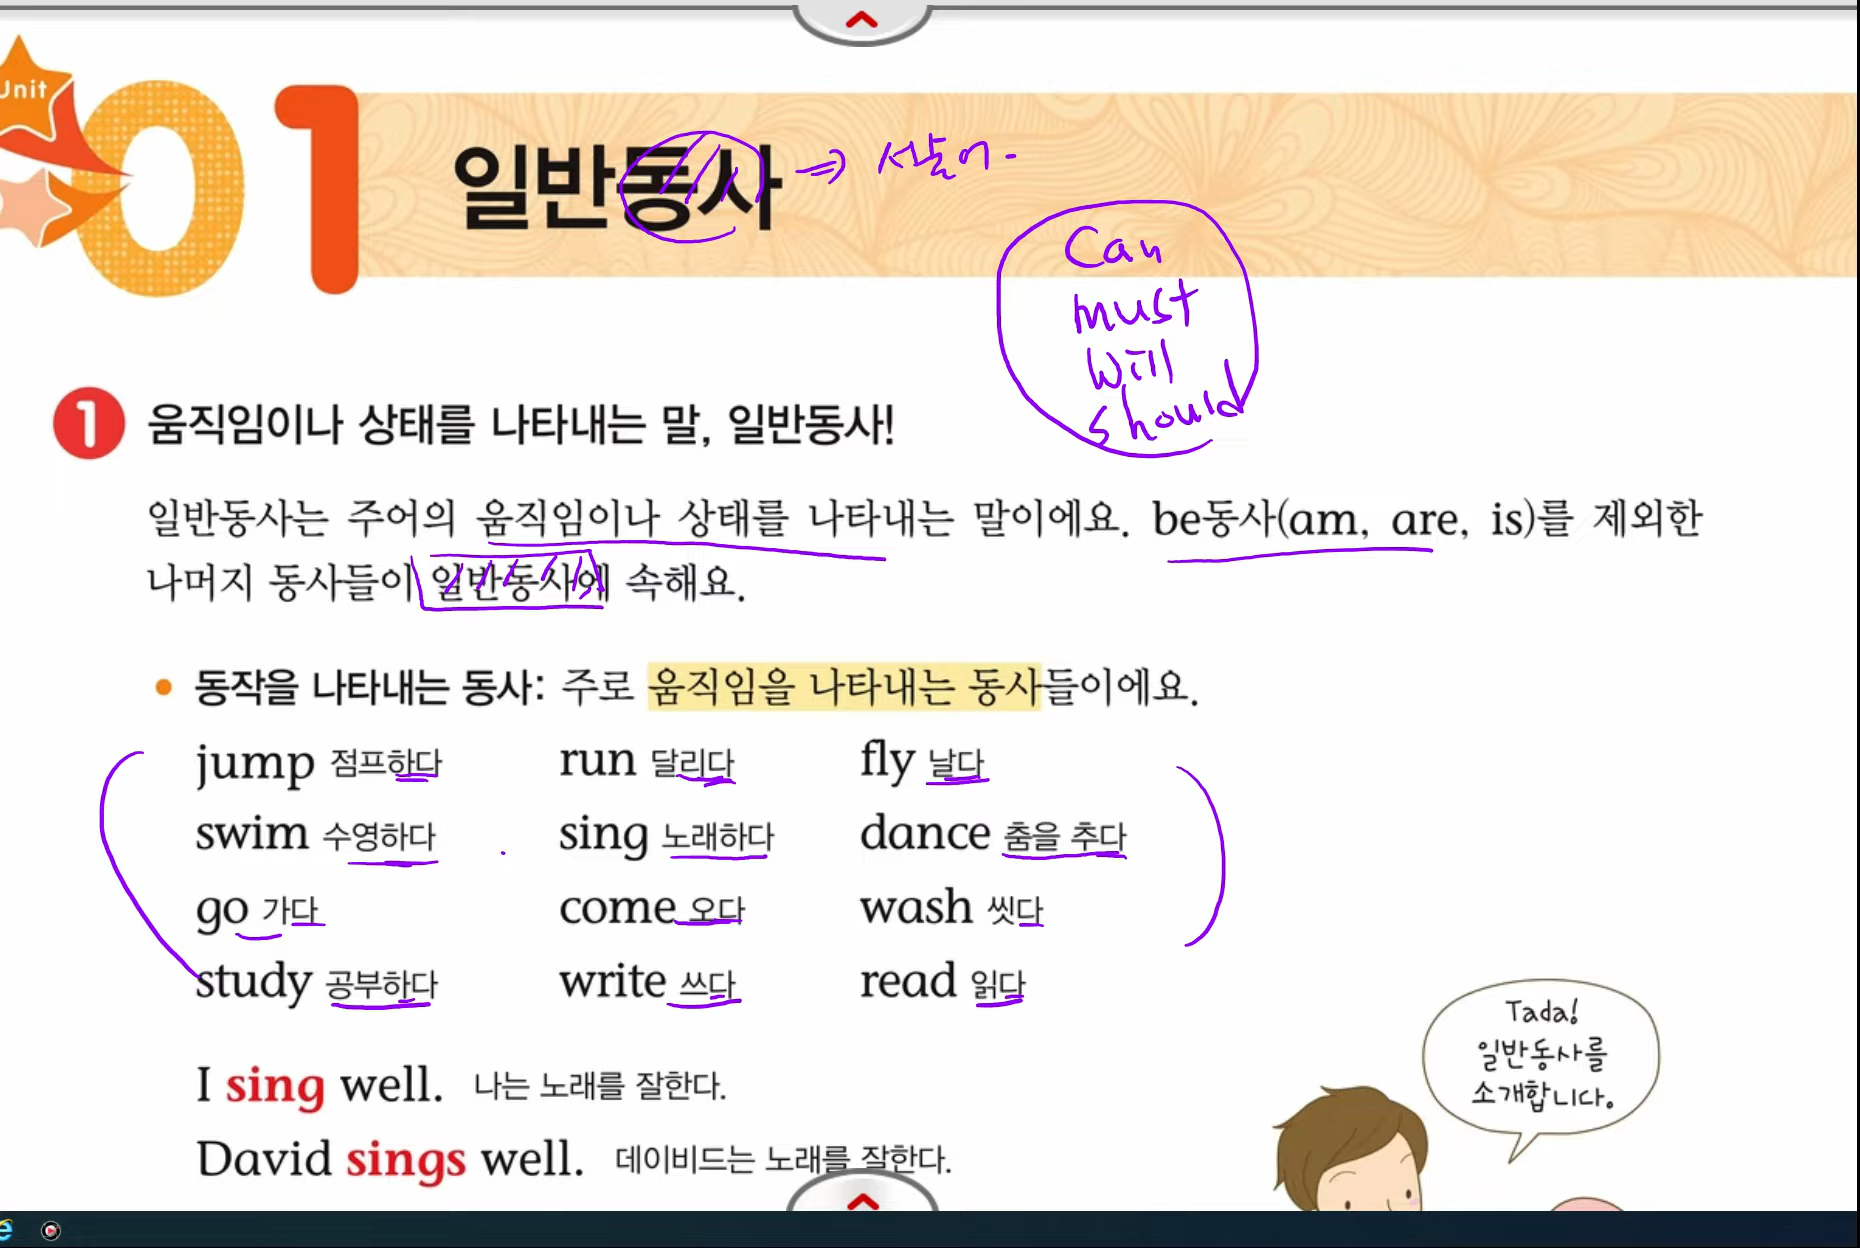 Unit
01 일반동사 ⇒ 서술어.
Can
must
will
should
1 움직임이나 상태를 나타내는 말, 일반동사!
일반동사는 주어의 움직임이나 상태를 나타내는 말이에요. be동사(am, are, is)를 제외한
나머지 동사들이 일반동사에 속해요.
• 동작을 나타내는 동사: 주로 움직임을 나타내는 동사들이에요.
jump 점프하다 run 달리다 fly 날다
swim 수영하다 sing 노래하다 dance 춤을 추다
go 가다 come 오다 wash 씻다
study 공부하다 write 쓰다 read 읽다
I sing well. 나는 노래를 잘한다.
David sings well. 데이비드는 노래를 잘한다.
Tada!
일반동사를
소개합니다.